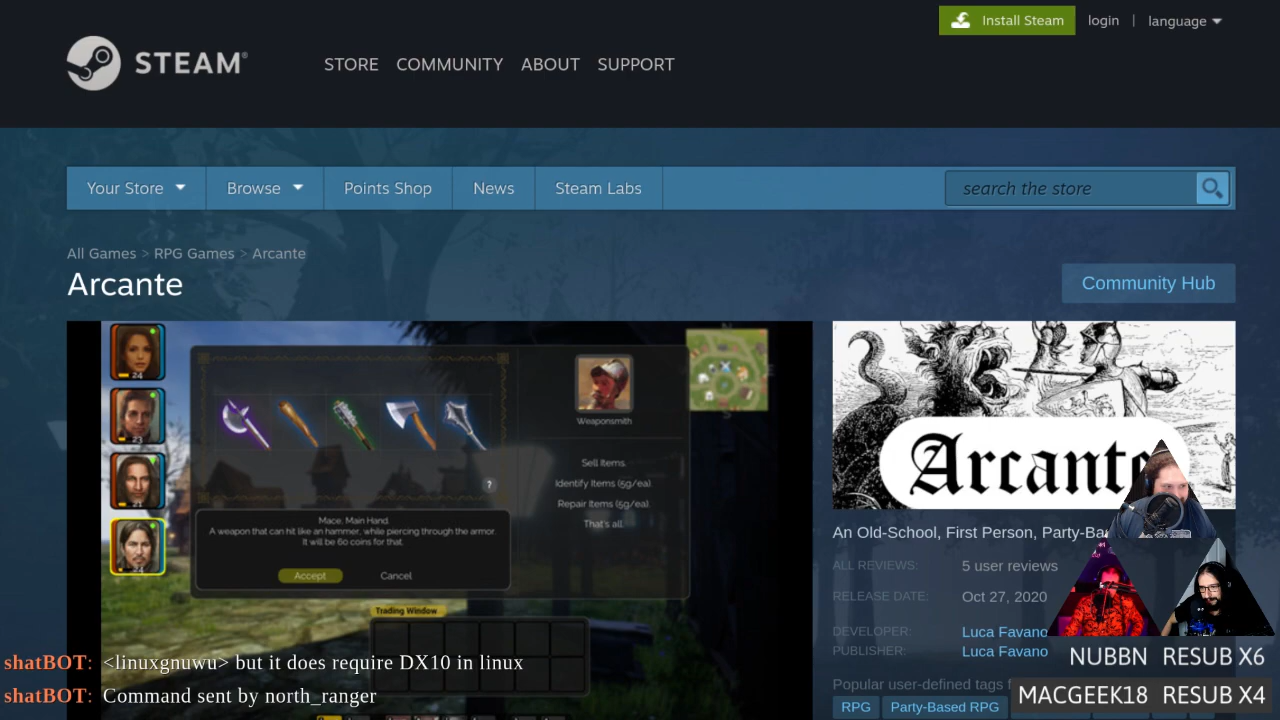 Install Steam
login
|
language
STEAM®
STORE
COMMUNITY
ABOUT
SUPPORT
Your Store
Browse
Points Shop
News
Steam Labs
search the store
All Games > RPG Games > Arcante
Arcante
Community Hub
24
23
Weaponsmith
Sell Items.
Identify Items (5g/ea).
Repair Items (5g/ea).
That's all.
?
Mace, Main Hand.
A weapon that can hit like an hammer, while piercing through the armor.
It will be 60 coins for that.
Accept
Cancel
Trading Window
Arcante
An Old-School, First Person, Party-Ba
ALL REVIEWS: 5 user reviews
RELEASE DATE: Oct 27, 2020
DEVELOPER: Luca Favano
PUBLISHER: Luca Favano
Popular user-defined tags f
RPG
Party-Based RPG
shatBOT: <linuxgnuwu> but it does require DX10 in linux
shatBOT: Command sent by north_ranger
NUBBN RESUB X6
MACGEEK18 RESUB X4